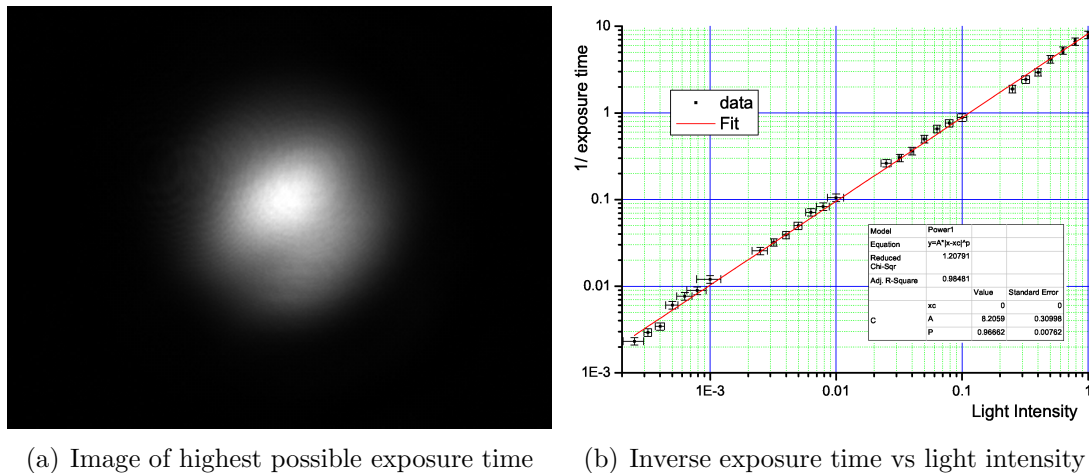 10
1
0.1
0.01
1E-3
1/ exposure time
data
Fit
Model Power1
Equation y=A*|x-xc|^p
Reduced Chi-Sqr 1.20791
Adj. R-Square 0.98481
Value Standard Error
xc 0 0
C A 8.2059 0.30998
P 0.96662 0.00762
1E-3 0.01 0.1 1
Light Intensity
(a) Image of highest possible exposure time
(b) Inverse exposure time vs light intensity